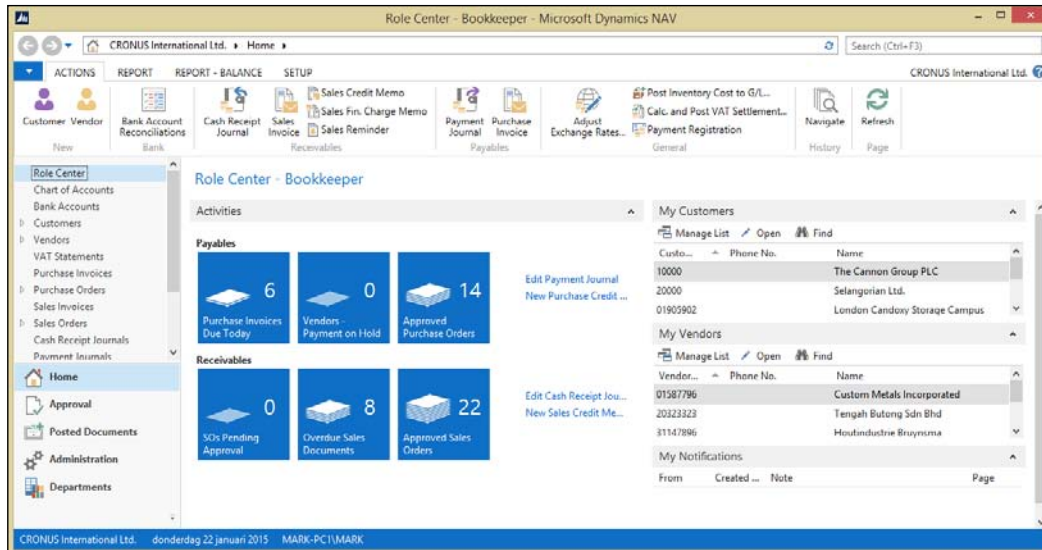 Role Center - Bookkeeper - Microsoft Dynamics NAV
CRONUS International Ltd. Home
Search (Ctrl+F3)
ACTIONS REPORT REPORT - BALANCE SETUP
CRONUS International Ltd.
Customer Vendor
New
Bank Account Reconciliations
Bank
Cash Receipt Journal
Sales Invoice
Sales Credit Memo
Sales Fin. Charge Memo
Sales Reminder
Receivables
Payment Journal
Purchase Invoice
Payables
Adjust Exchange Rates...
Post Inventory Cost to G/L...
Calc. and Post VAT Settlement...
Payment Registration
General
Navigate
History
Refresh
Page
Role Center
Chart of Accounts
Bank Accounts
Customers
Vendors
VAT Statements
Purchase Invoices
Purchase Orders
Sales Invoices
Sales Orders
Cash Receipt Journals
Payment Journals
Home
Approval
Posted Documents
Administration
Departments
Role Center - Bookkeeper
Activities
Payables
6
Purchase Invoices
Due Today
0
Vendors -
Payment on Hold
14
Approved
Purchase Orders
Edit Payment Journal
New Purchase Credit ...
Receivables
0
SOs Pending
Approval
8
Overdue Sales
Documents
22
Approved Sales
Orders
Edit Cash Receipt Jou...
New Sales Credit Me...
My Customers
Manage List Open Find
Custo... Phone No. Name
10000 The Cannon Group PLC
20000 Selangorian Ltd.
01905902 London Candoxy Storage Campus
My Vendors
Manage List Open Find
Vendor... Phone No. Name
01587796 Custom Metals Incorporated
20323323 Tengah Butong Sdn Bhd
31147896 Houtindustrie Bruynsma
My Notifications
From Created ... Note Page
CRONUS International Ltd. donderdag 22 januari 2015 MARK-PC1\MARK